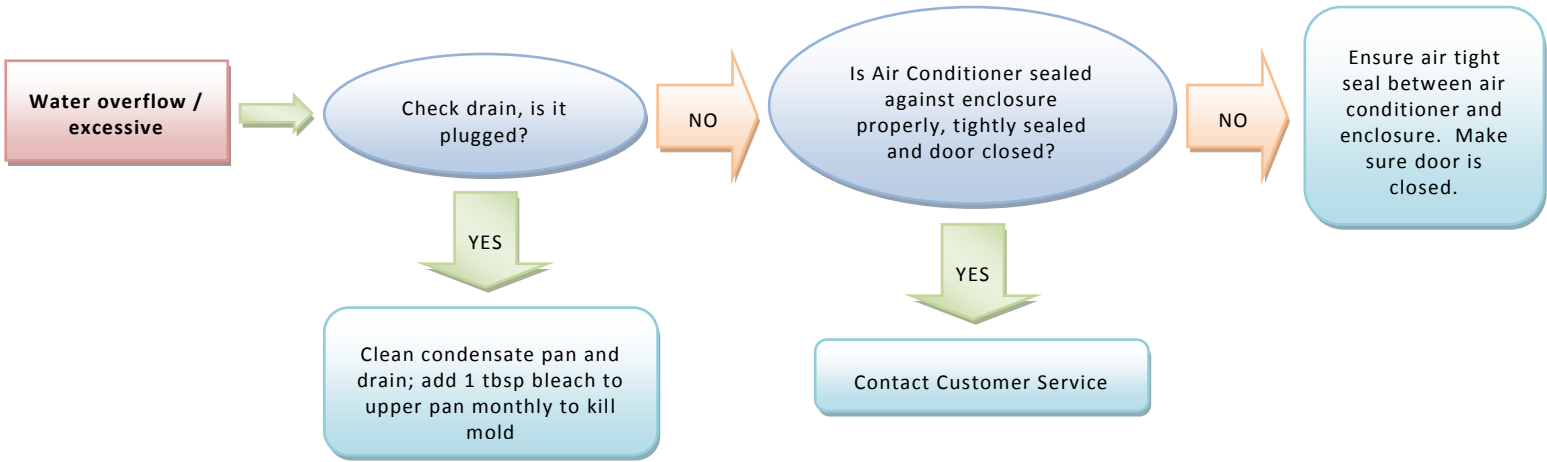 Water overflow /
excessive
Check drain, is it
plugged?
NO
Is Air Conditioner sealed
against enclosure
properly, tightly sealed
and door closed?
NO
Ensure air tight
seal between air
conditioner and
enclosure. Make
sure door is
closed.
YES
YES
Clean condensate pan and
drain; add 1 tbsp bleach to
upper pan monthly to kill
mold
Contact Customer Service